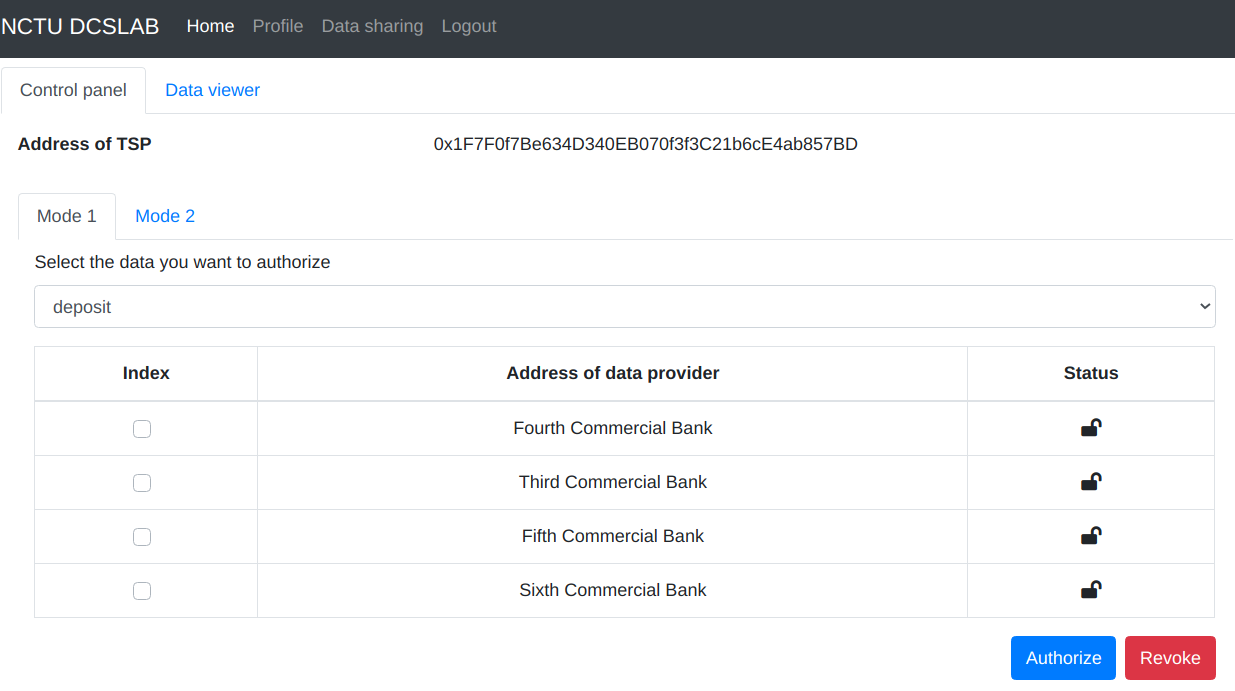 NCTU DCSLAB Home Profile Data sharing Logout
Control panel Data viewer
Address of TSP 0x1F7F0f7Be634D340EB070f3f3C21b6cE4ab857BD
Mode 1 Mode 2
Select the data you want to authorize
deposit
Index Address of data provider Status
Fourth Commercial Bank
Third Commercial Bank
Fifth Commercial Bank
Sixth Commercial Bank
Authorize Revoke